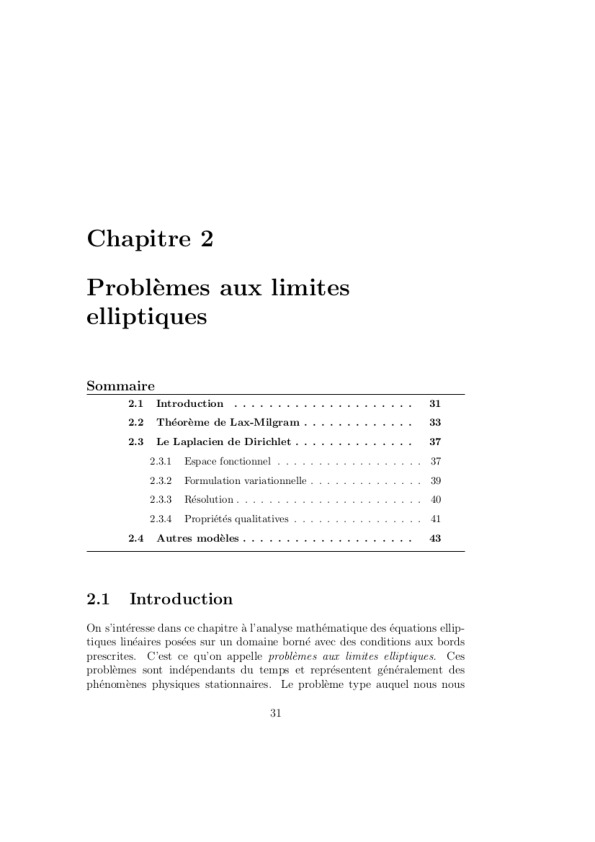 Chapitre 2
Problèmes aux limites
elliptiques
Sommaire
2.1 Introduction . . . . . . . . . . . . . . . . . . . . . 31
2.2 Théorème de Lax-Milgram . . . . . . . . . . . . . 33
2.3 Le Laplacien de Dirichlet . . . . . . . . . . . . . . 37
2.3.1 Espace fonctionnel . . . . . . . . . . . . . . . . . . 37
2.3.2 Formulation variationnelle . . . . . . . . . . . . . . 39
2.3.3 Résolution . . . . . . . . . . . . . . . . . . . . . . . 40
2.3.4 Propriétés qualitatives . . . . . . . . . . . . . . . . 41
2.4 Autres modèles . . . . . . . . . . . . . . . . . . . . 43
2.1 Introduction
On s'intéresse dans ce chapitre à l'analyse mathématique des équations ellip-
tiques linéaires posées sur un domaine borné avec des conditions aux bords
prescrites. C'est ce qu'on appelle problèmes aux limites elliptiques. Ces
problèmes sont indépendants du temps et représentent généralement des
phénomènes physiques stationnaires. Le problème type auquel nous nous
31